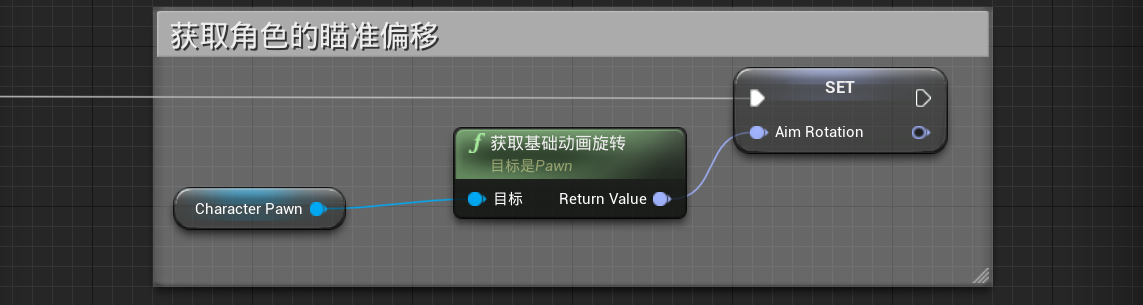 获取角色的瞄准偏移
SET
Aim Rotation
获取基础动画旋转
目标是Pawn
目标
Return Value
Character Pawn